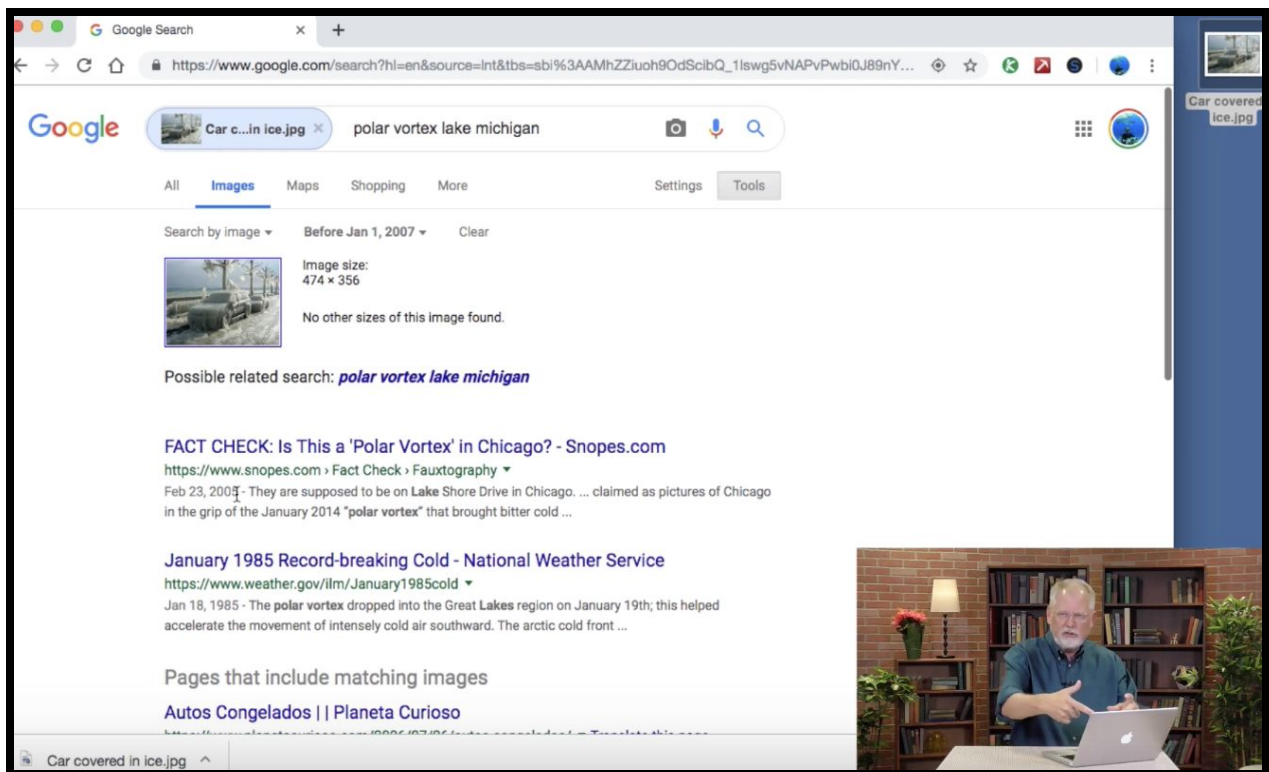 Google Search
https://www.google.com/search?hl=en&source=lnt&tbs=sbi%3AAMhZZiuoh9OdScibQ_1lswg5vNAPvPwbi0J89nY...
Car covered
ice.jpg
Google
Car c...in ice.jpg
polar vortex lake michigan
All Images Maps Shopping More Settings Tools
Search by image Before Jan 1, 2007 Clear
Image size:
474 × 356
No other sizes of this image found.
Possible related search: polar vortex lake michigan
FACT CHECK: Is This a 'Polar Vortex' in Chicago? - Snopes.com
https://www.snopes.com › Fact Check › Fauxtography
Feb 23, 2005 - They are supposed to be on Lake Shore Drive in Chicago. ... claimed as pictures of Chicago
in the grip of the January 2014 "polar vortex" that brought bitter cold ...
January 1985 Record-breaking Cold - National Weather Service
https://www.weather.gov/ilm/January1985cold
Jan 18, 1985 - The polar vortex dropped into the Great Lakes region on January 19th; this helped
accelerate the movement of intensely cold air southward. The arctic cold front ...
Pages that include matching images
Autos Congelados || Planeta Curioso
Car covered in ice.jpg